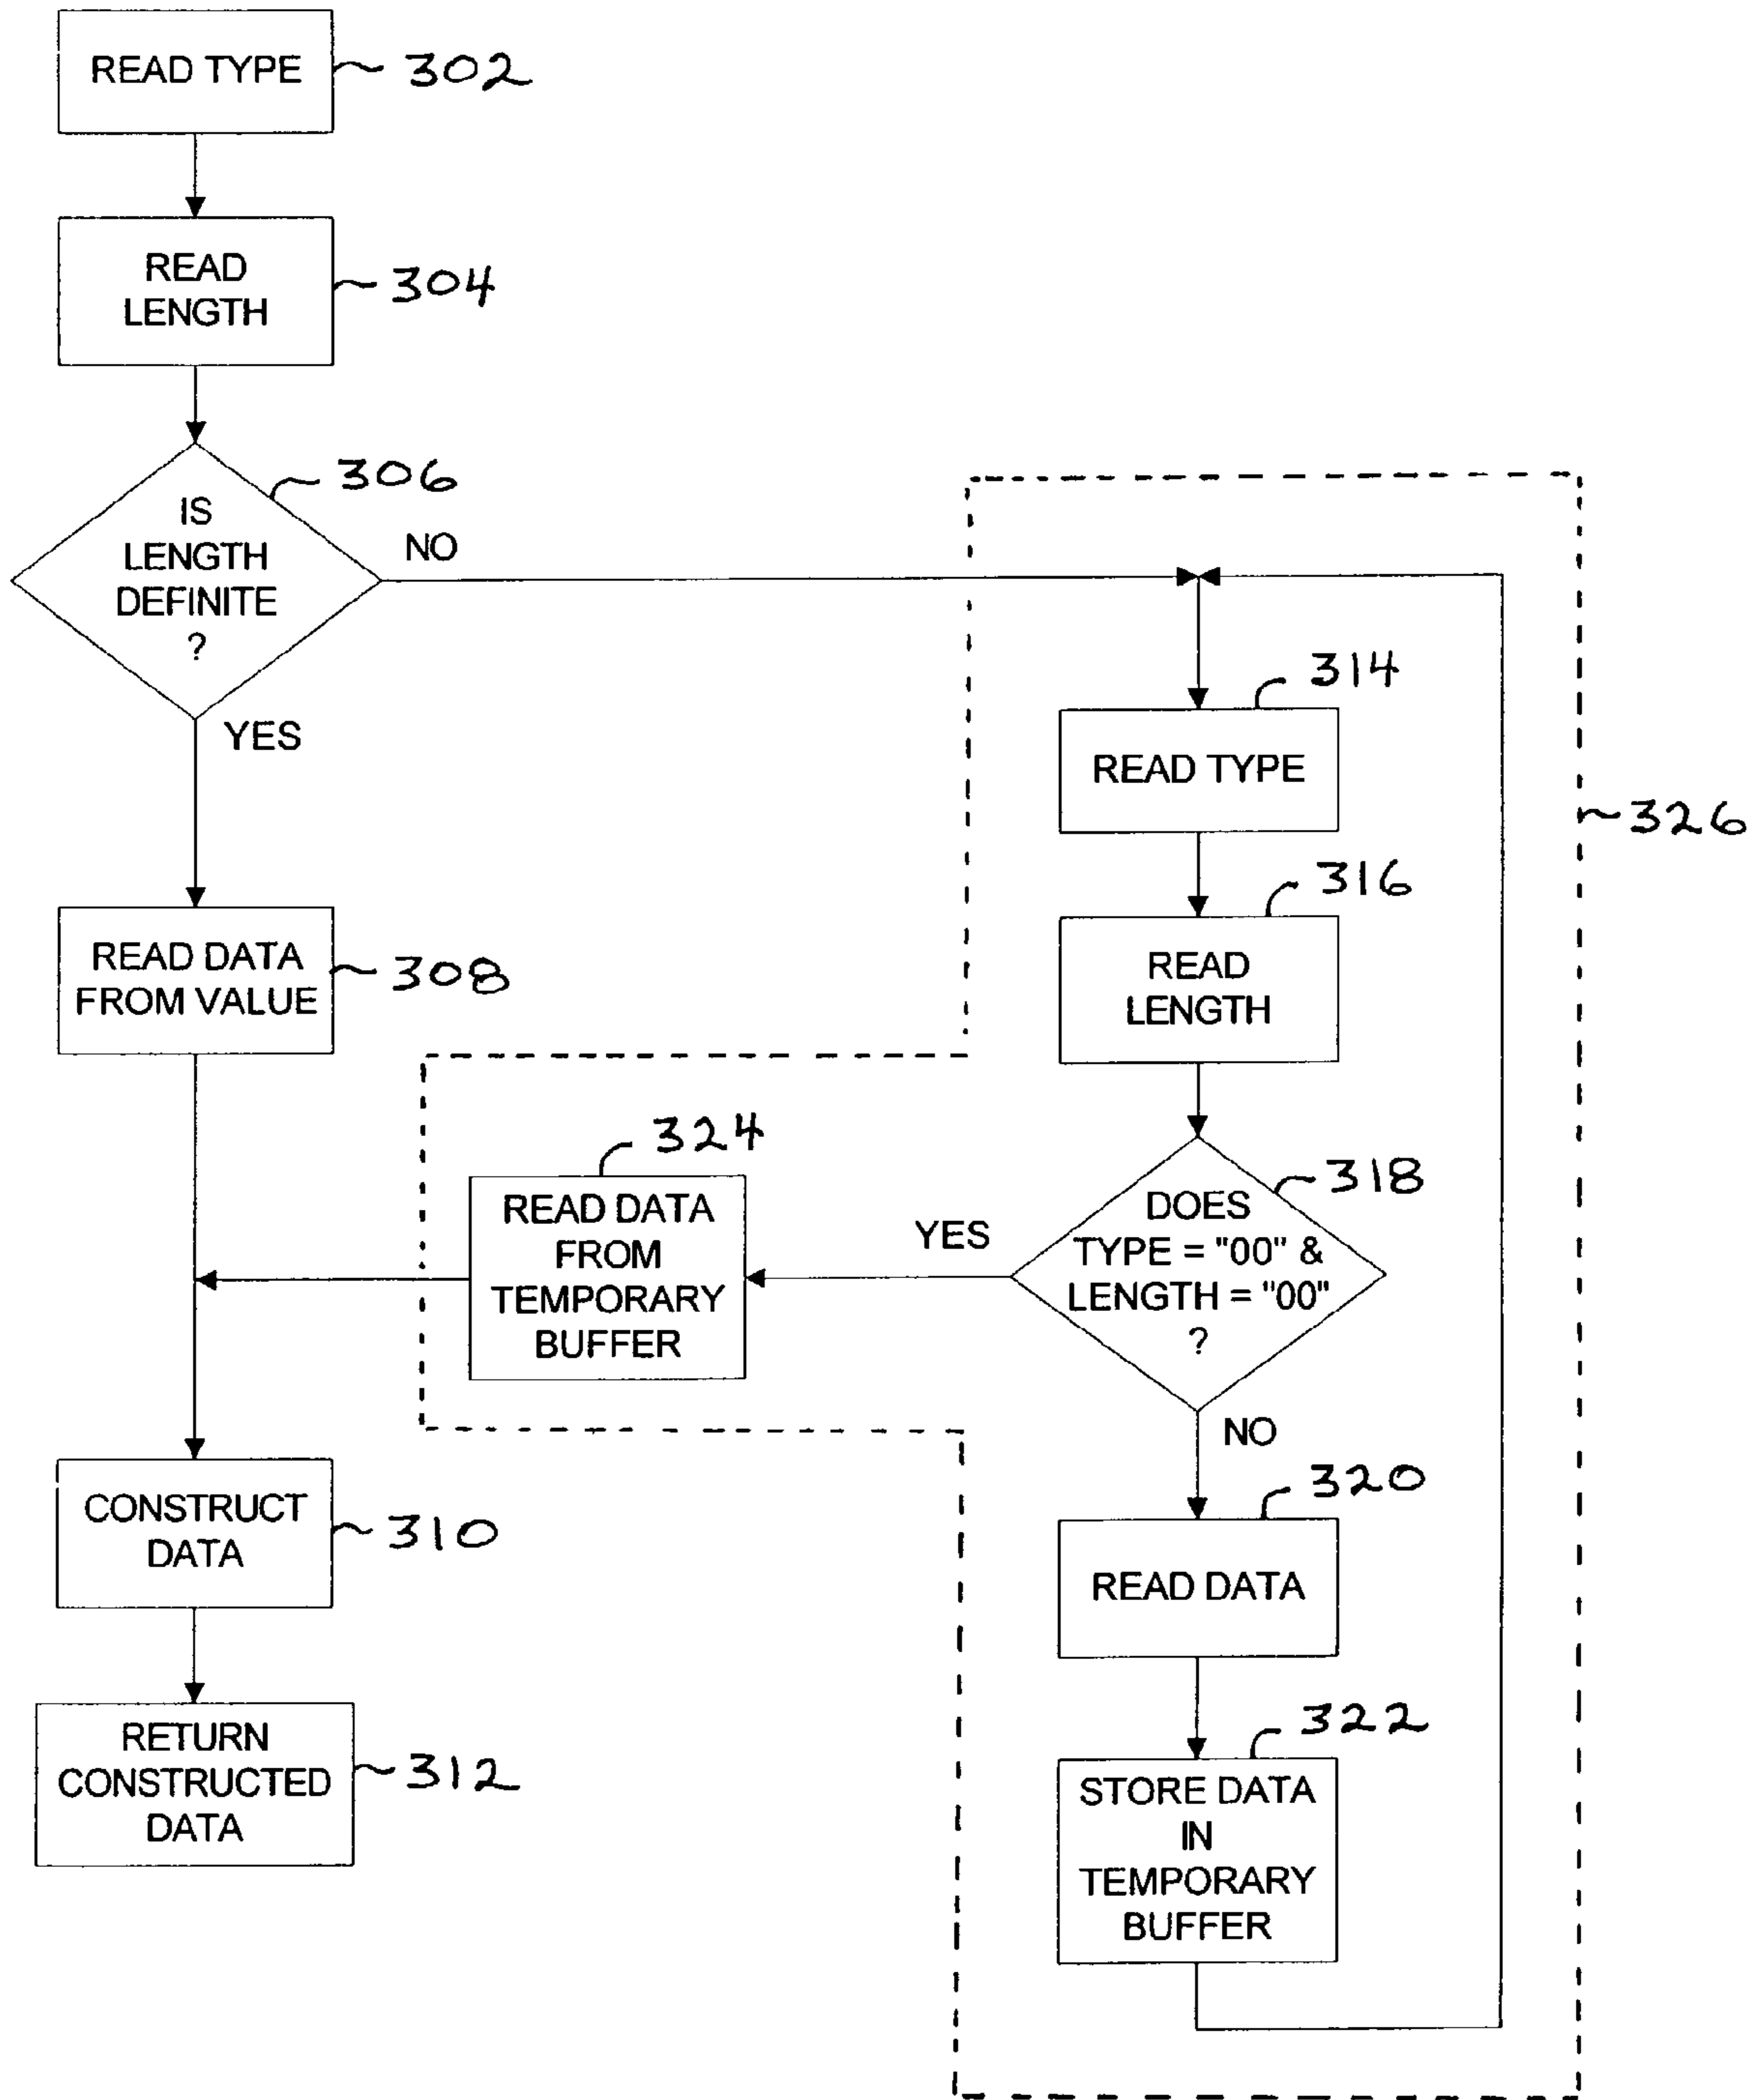 READ TYPE
302
READ
LENGTH
304
306
IS
LENGTH
DEFINITE
?
NO
YES
314
READ TYPE
326
316
READ
LENGTH
READ DATA
FROM VALUE
308
324
READ DATA
FROM
TEMPORARY
BUFFER
YES
318
DOES
TYPE = "00" &
LENGTH = "00"
?
NO
320
READ DATA
CONSTRUCT
DATA
310
322
STORE DATA
IN
TEMPORARY
BUFFER
RETURN
CONSTRUCTED
DATA
312